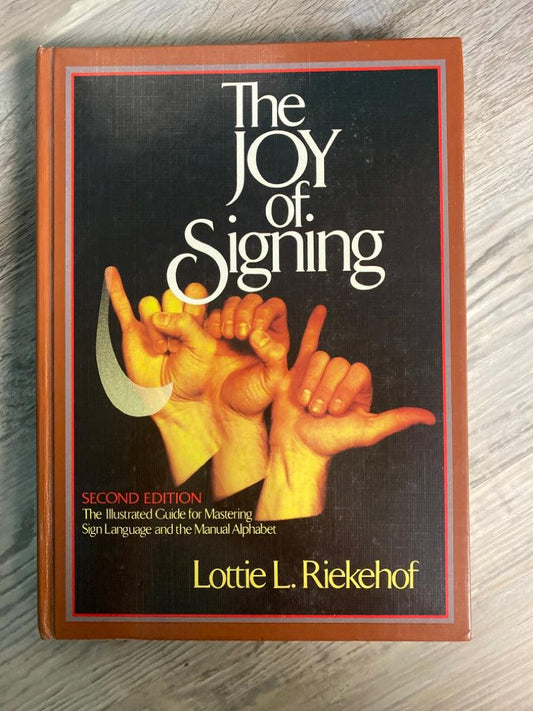 The
JOY
of
Signing
SECOND EDITION
The Illustrated Guide for Mastering
Sign Language and the Manual Alphabet
Lottie L. Riekehof